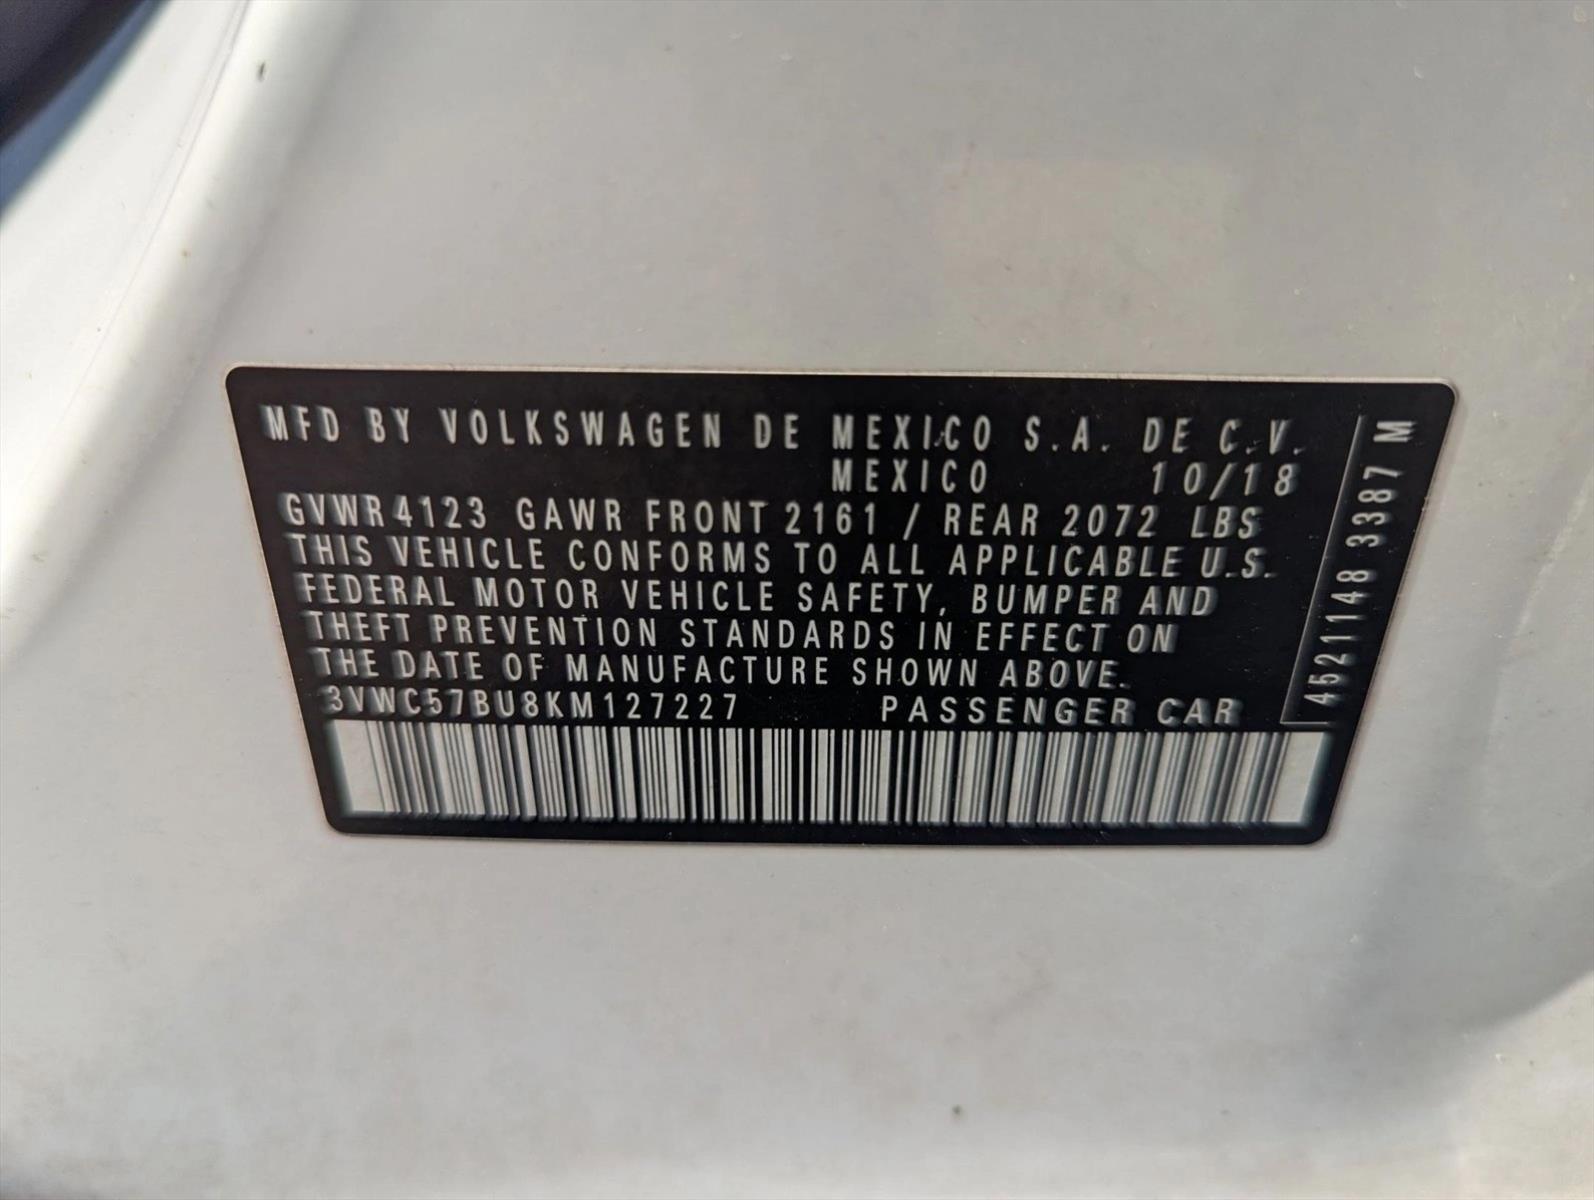 MFD BY VOLKSWAGEN DE MEXICO S.A. DE C.V.
MEXICO 10/18
GVWR 4123 GAWR FRONT 2161 / REAR 2072 LBS
THIS VEHICLE CONFORMS TO ALL APPLICABLE U.S.
FEDERAL MOTOR VEHICLE SAFETY, BUMPER AND
THEFT PREVENTION STANDARDS IN EFFECT ON
THE DATE OF MANUFACTURE SHOWN ABOVE.
3VWC57BU8KM127227 PASSENGER CAR
4521148 3387 M